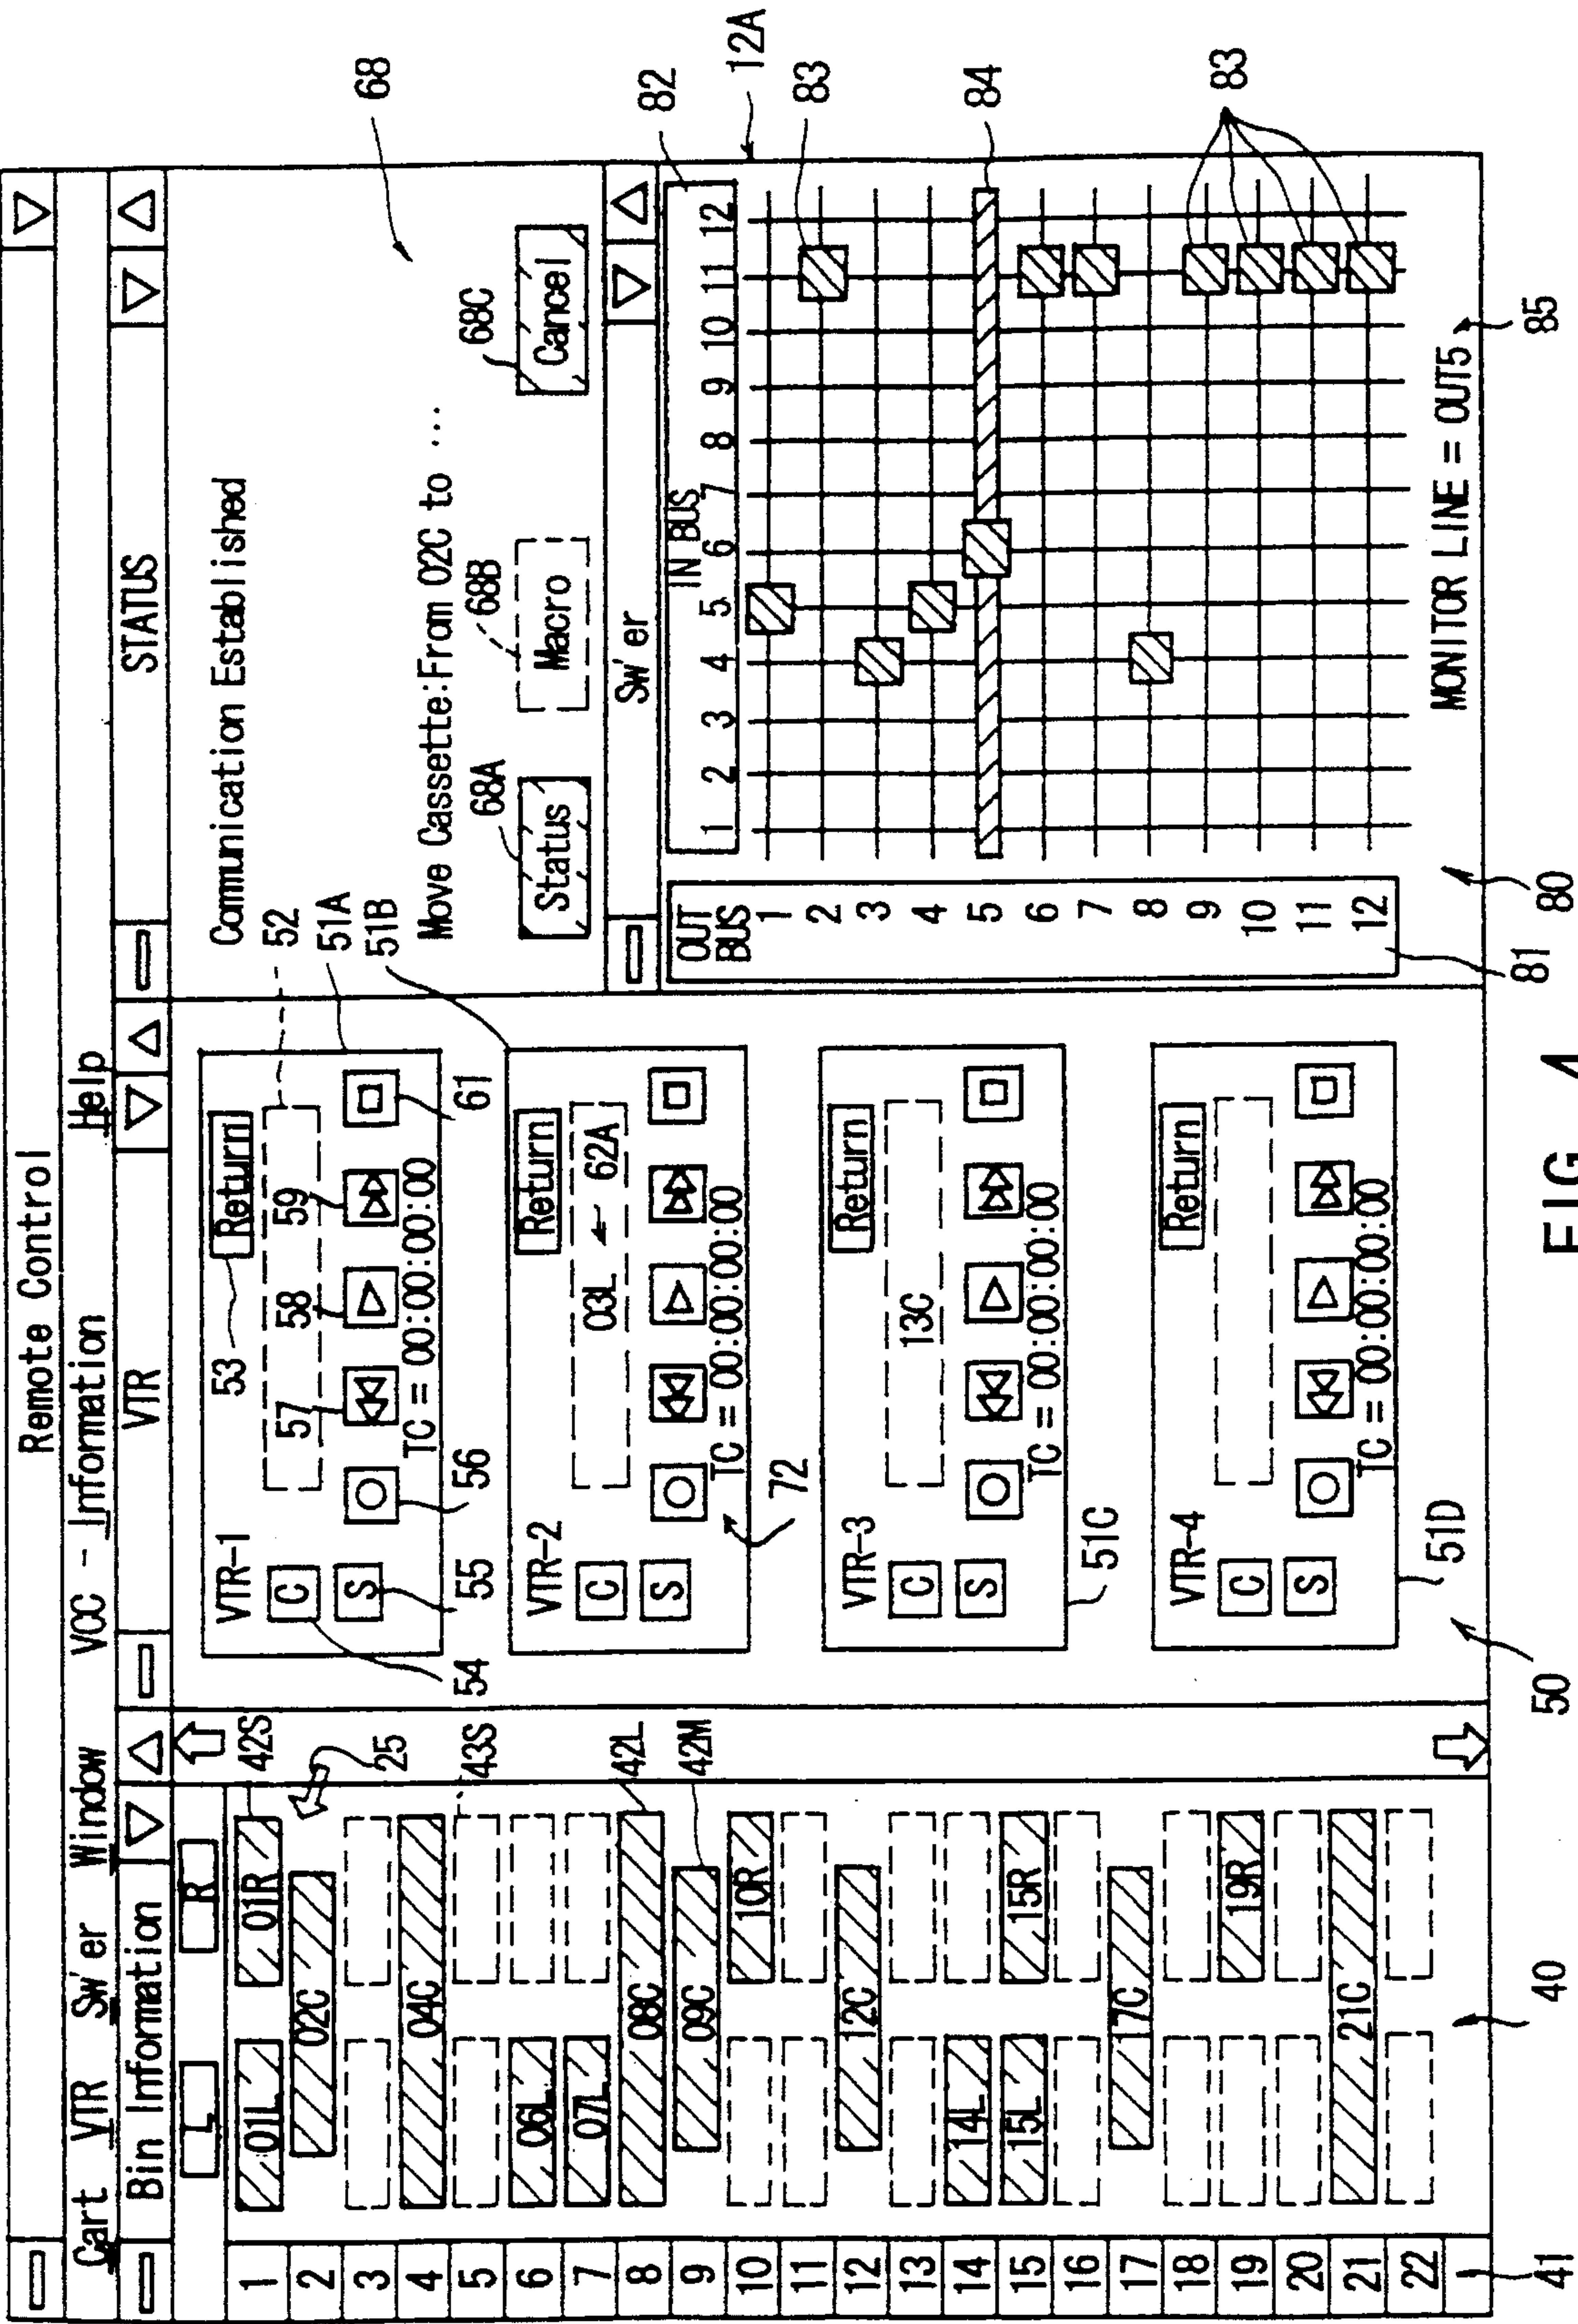 Remote Control
Cart VTR Sw'er Window VCC - Information Help
Bin Information
L R
1 01L 01R
2 02C
3
4 04C
5
6 06L
7 07L
8 08C
9 09C
10 10R
11
12 12C
13
14 14L
15 15L 15R
16
17 17C
18
19 19R
20
21 21C
22
41
40
42S
25
43S
42L
42M
VTR
VTR-1 53 Return
C 57 58 59 52
S
TC = 00:00:00:00
51A
51B
54 55 56 61
VTR-2 Return
C 03L 62A
S
TC = 00:00:00:00
72
VTR-3 Return
C 13C
S
TC = 00:00:00:00
51C
VTR-4 Return
C
S
TC = 00:00:00:00
51D
50
STATUS
Communication Established
68
Move Cassette:From 02C to ...
68A 68B 68C
Status Macro Cancel
Sw'er
OUT BUS
IN BUS
1 2 3 4 5 6 7 8 9 10 11 12
1
2
3
4
5
6
7
8
9
10
11
12
82
12A
83
84
83
MONITOR LINE = OUT5
81
80
85
FIG. 4